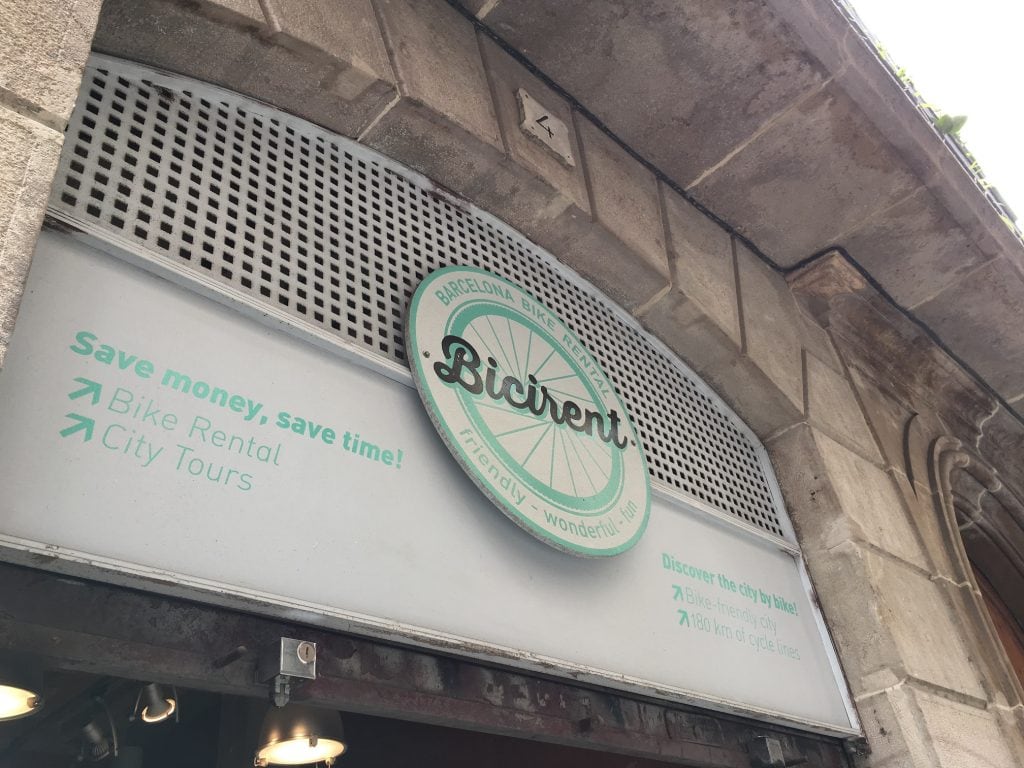 4
BARCELONA BIKE RENTAL
Bicirent.
friendly - wonderful - fun
Save money, save time!
Bike Rental
City Tours
Discover the city by bike!
Bike-friendly city
180 km of cycle lines